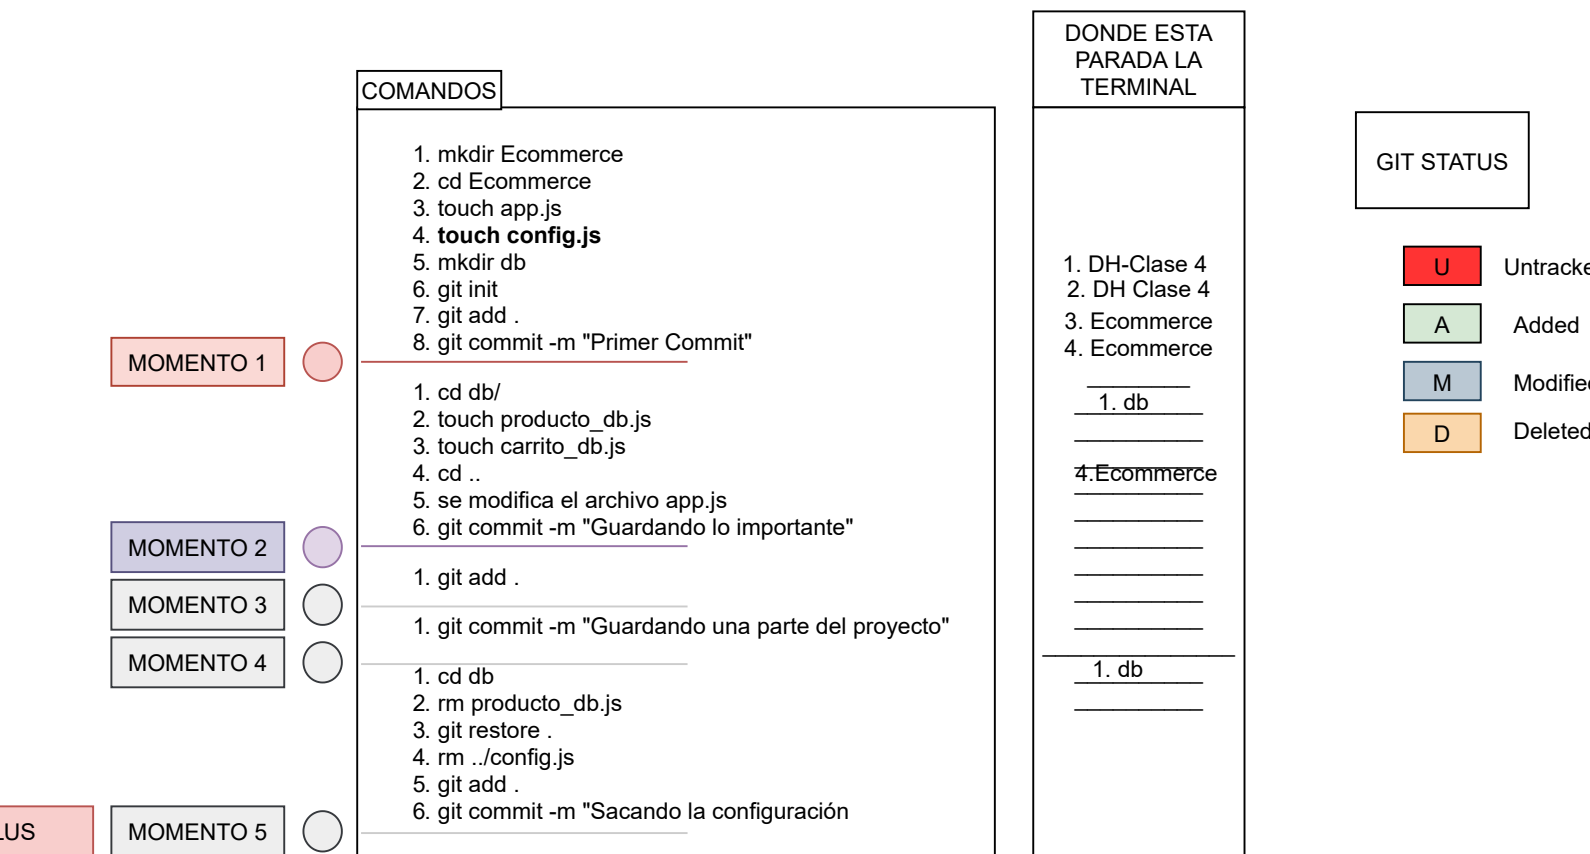 COMANDOS
1. mkdir Ecommerce
2. cd Ecommerce
3. touch app.js
4. touch config.js
5. mkdir db
6. git init
7. git add .
8. git commit -m "Primer Commit"
MOMENTO 1
1. cd db/
2. touch producto_db.js
3. touch carrito_db.js
4. cd ..
5. se modifica el archivo app.js
6. git commit -m "Guardando lo importante"
MOMENTO 2
1. git add .
MOMENTO 3
1. git commit -m "Guardando una parte del proyecto"
MOMENTO 4
1. cd db
2. rm producto_db.js
3. git restore .
4. rm ../config.js
5. git add .
6. git commit -m "Sacando la configuración
LUS
MOMENTO 5
DONDE ESTA
PARADA LA
TERMINAL
1. DH-Clase 4
2. DH Clase 4
3. Ecommerce
4. Ecommerce
1. db
4.Ecommerce
1. db
GIT STATUS
U Untracke
A Added
M Modified
D Deleted